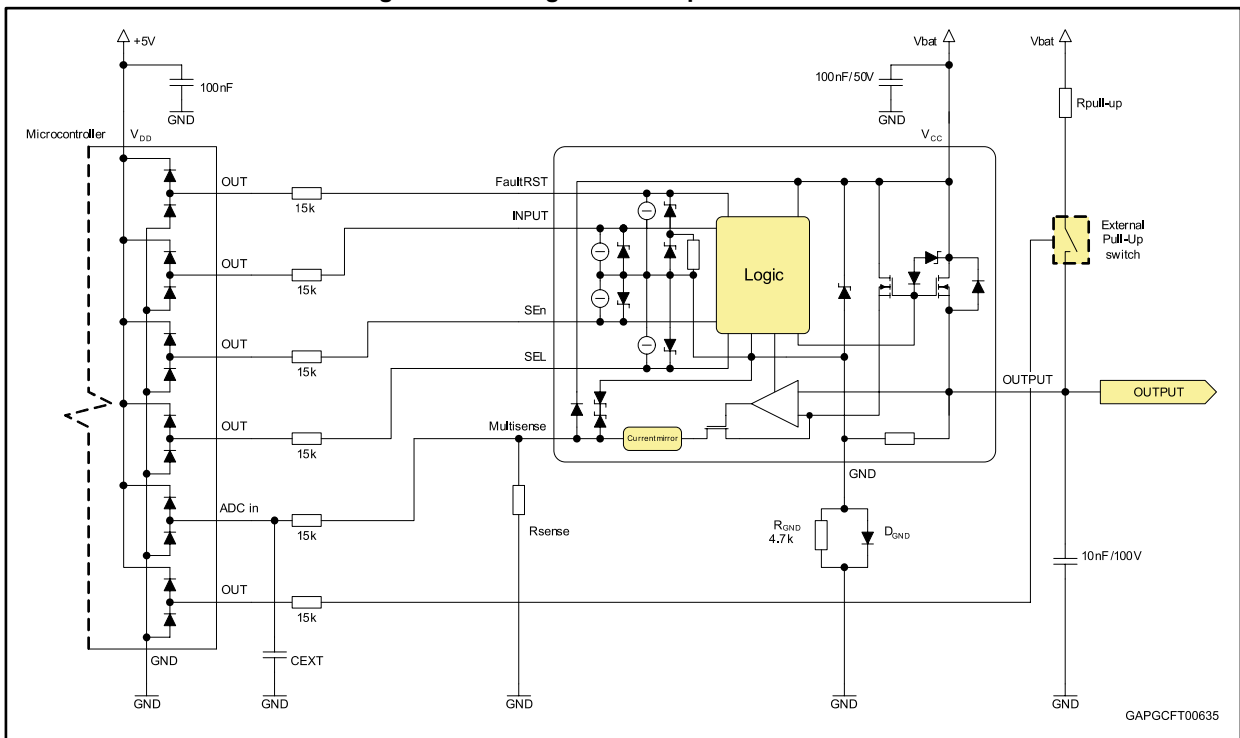 +5V
Vbat
Vbat
100nF
100nF/50V
GND
GND
Rpull-up
Microcontroller
VDD
VCC
OUT
15k
FaultRST
INPUT
OUT
15k
External
Pull-Up
switch
Logic
SEn
OUT
15k
SEL
OUTPUT
OUTPUT
OUT
15k
Multisense
Current mirror
GND
ADC in
15k
Rsense
RGND
4.7k
DGND
10nF/100V
OUT
15k
GND
CEXT
GND
GND
GND
GND
GND
GAPGCFT00635